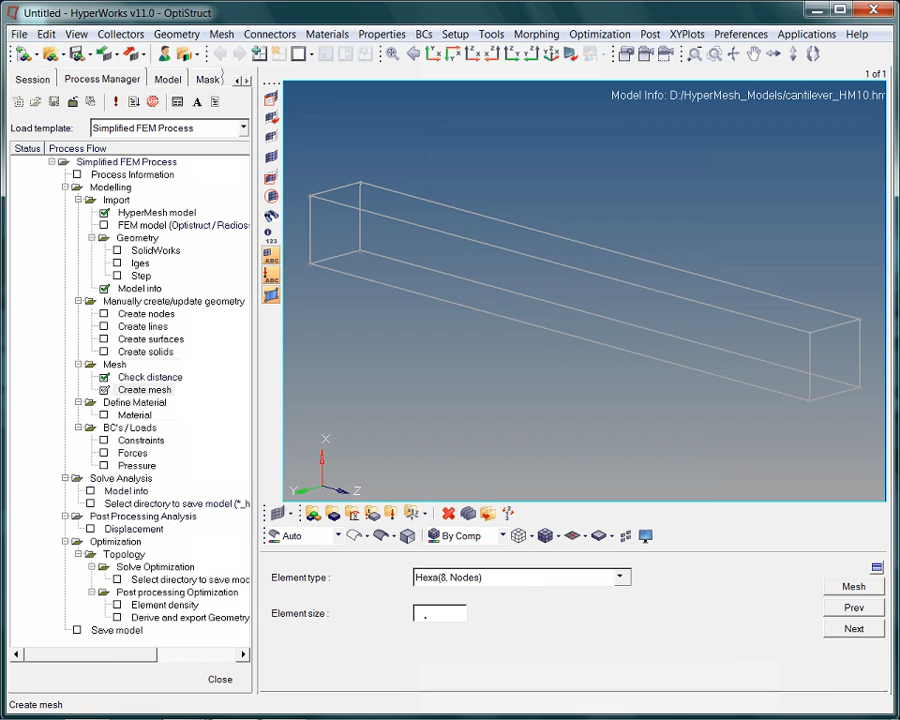 Untitled - HyperWorks v11.0 - OptiStruct
File Edit View Collectors Geometry Mesh Connectors Materials Properties BCs Setup Tools Morphing Optimization Post XYPlots Preferences Applications Help
Session Process Manager Model Mask
1 of 1
Model Info: D:/HyperMesh_Models/cantilever_HM10.hm
Load template: Simplified FEM Process
Status Process Flow
Simplified FEM Process
Process Information
Modelling
Import
HyperMesh model
FEM model (Optistruct / Radios
Geometry
SolidWorks
Iges
Step
Model info
Manually create/update geometry
Create nodes
Create lines
Create surfaces
Create solids
Mesh
Check distance
Create mesh
Define Material
Material
BC's / Loads
Constraints
Forces
Pressure
Solve Analysis
Model info
Select directory to save model (*_h
Post Processing Analysis
Displacement
Optimization
Topology
Solve Optimization
Select directory to save moc
Post processing Optimization
Element density
Derive and export Geometry
Save model
Close
123
ABC
ABC
X
Y
Z
Auto
By Comp
Element type : Hexa(8, Nodes)
Element size : .
Mesh
Prev
Next
Create mesh